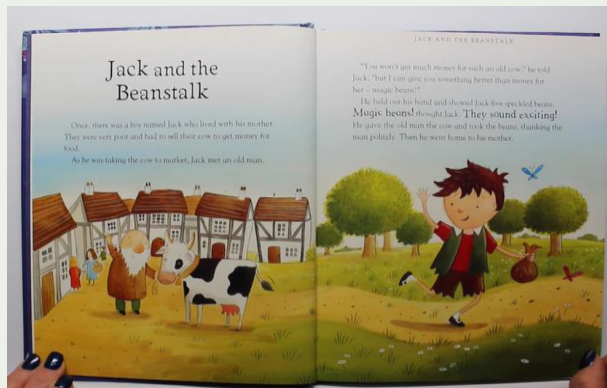 Jack and the
Beanstalk
Once, there was a boy named Jack who lived with his mother.
They were very poor and had to sell their cow to get money for
food.
As he was taking the cow to market, Jack met an old man.
JACK AND THE BEANSTALK
"You won't get much money for such an old cow," he told
Jack, "but I can give you something better than money for
her – magic beans!"
He held out his hand and showed Jack five speckled beans.
Magic beans! thought Jack. They sound exciting!
He gave the old man the cow and took the beans, thanking the
man politely. Then he went home to his mother.